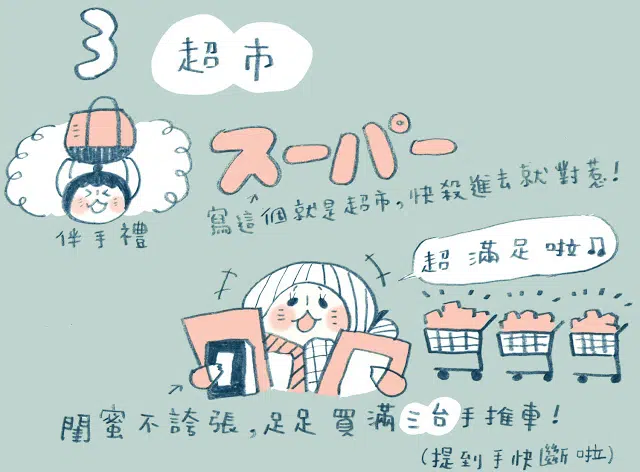 3 超市
伴手禮
スーパー
寫這個就是超市,快殺進去就對惹!
超滿足啦♫
閨蜜不誇張,足足買滿三台手推車!
(提到手快斷啦)